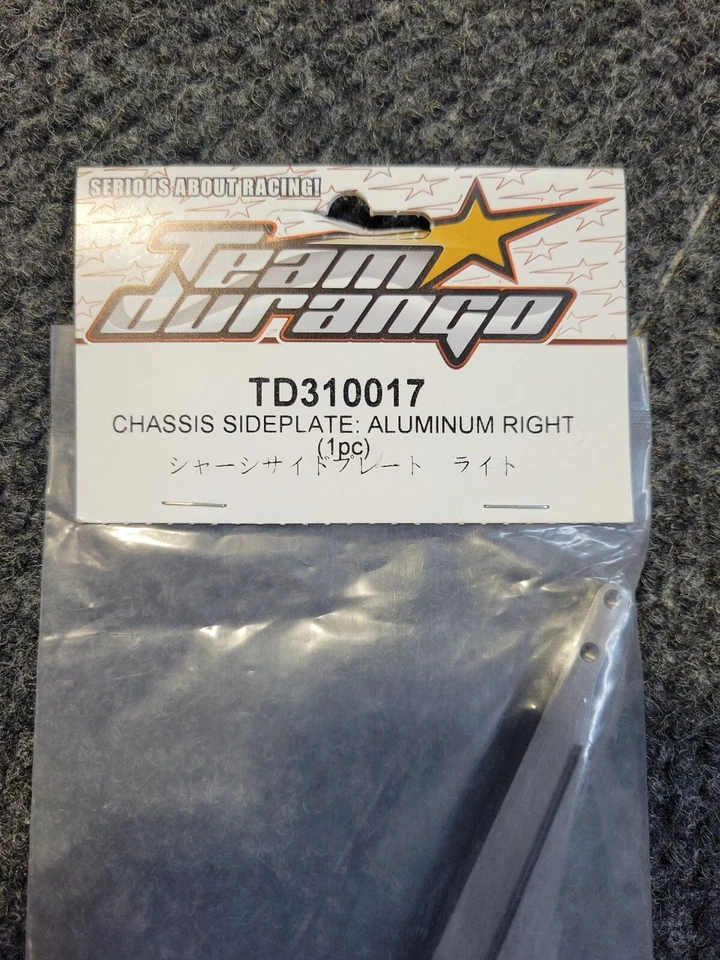 SERIOUS ABOUT RACING!
Team
durango
TD310017
CHASSIS SIDEPLATE: ALUMINUM RIGHT
(1pc)
シャーシサイドプレート　ライト